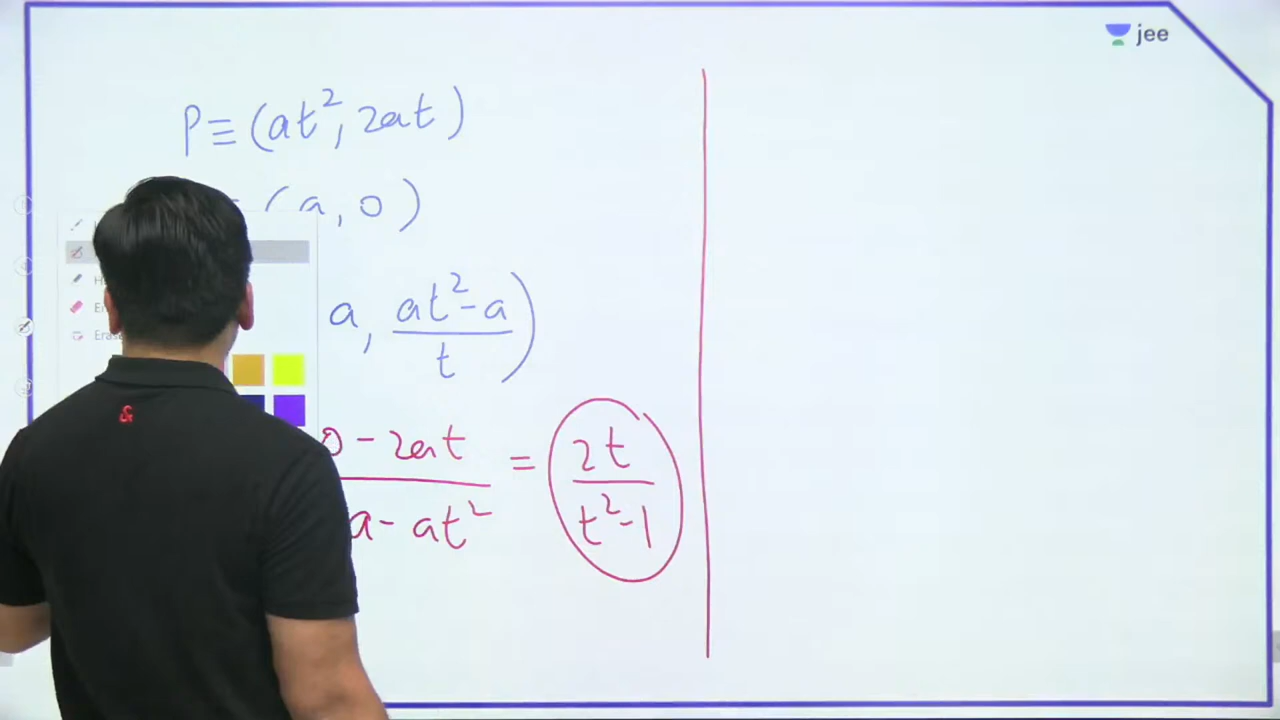 jee
P ≡ (at², 2at)
(a, 0)
a, (at² - a)/t)
(0 - 2at)/(a - at²) = 2t/(t² - 1)
&